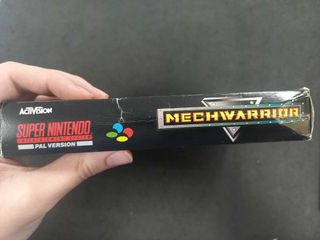 ACTIVISION
SUPER NINTENDO
ENTERTAINMENT SYSTEM
PAL VERSION
MECHWARRIOR